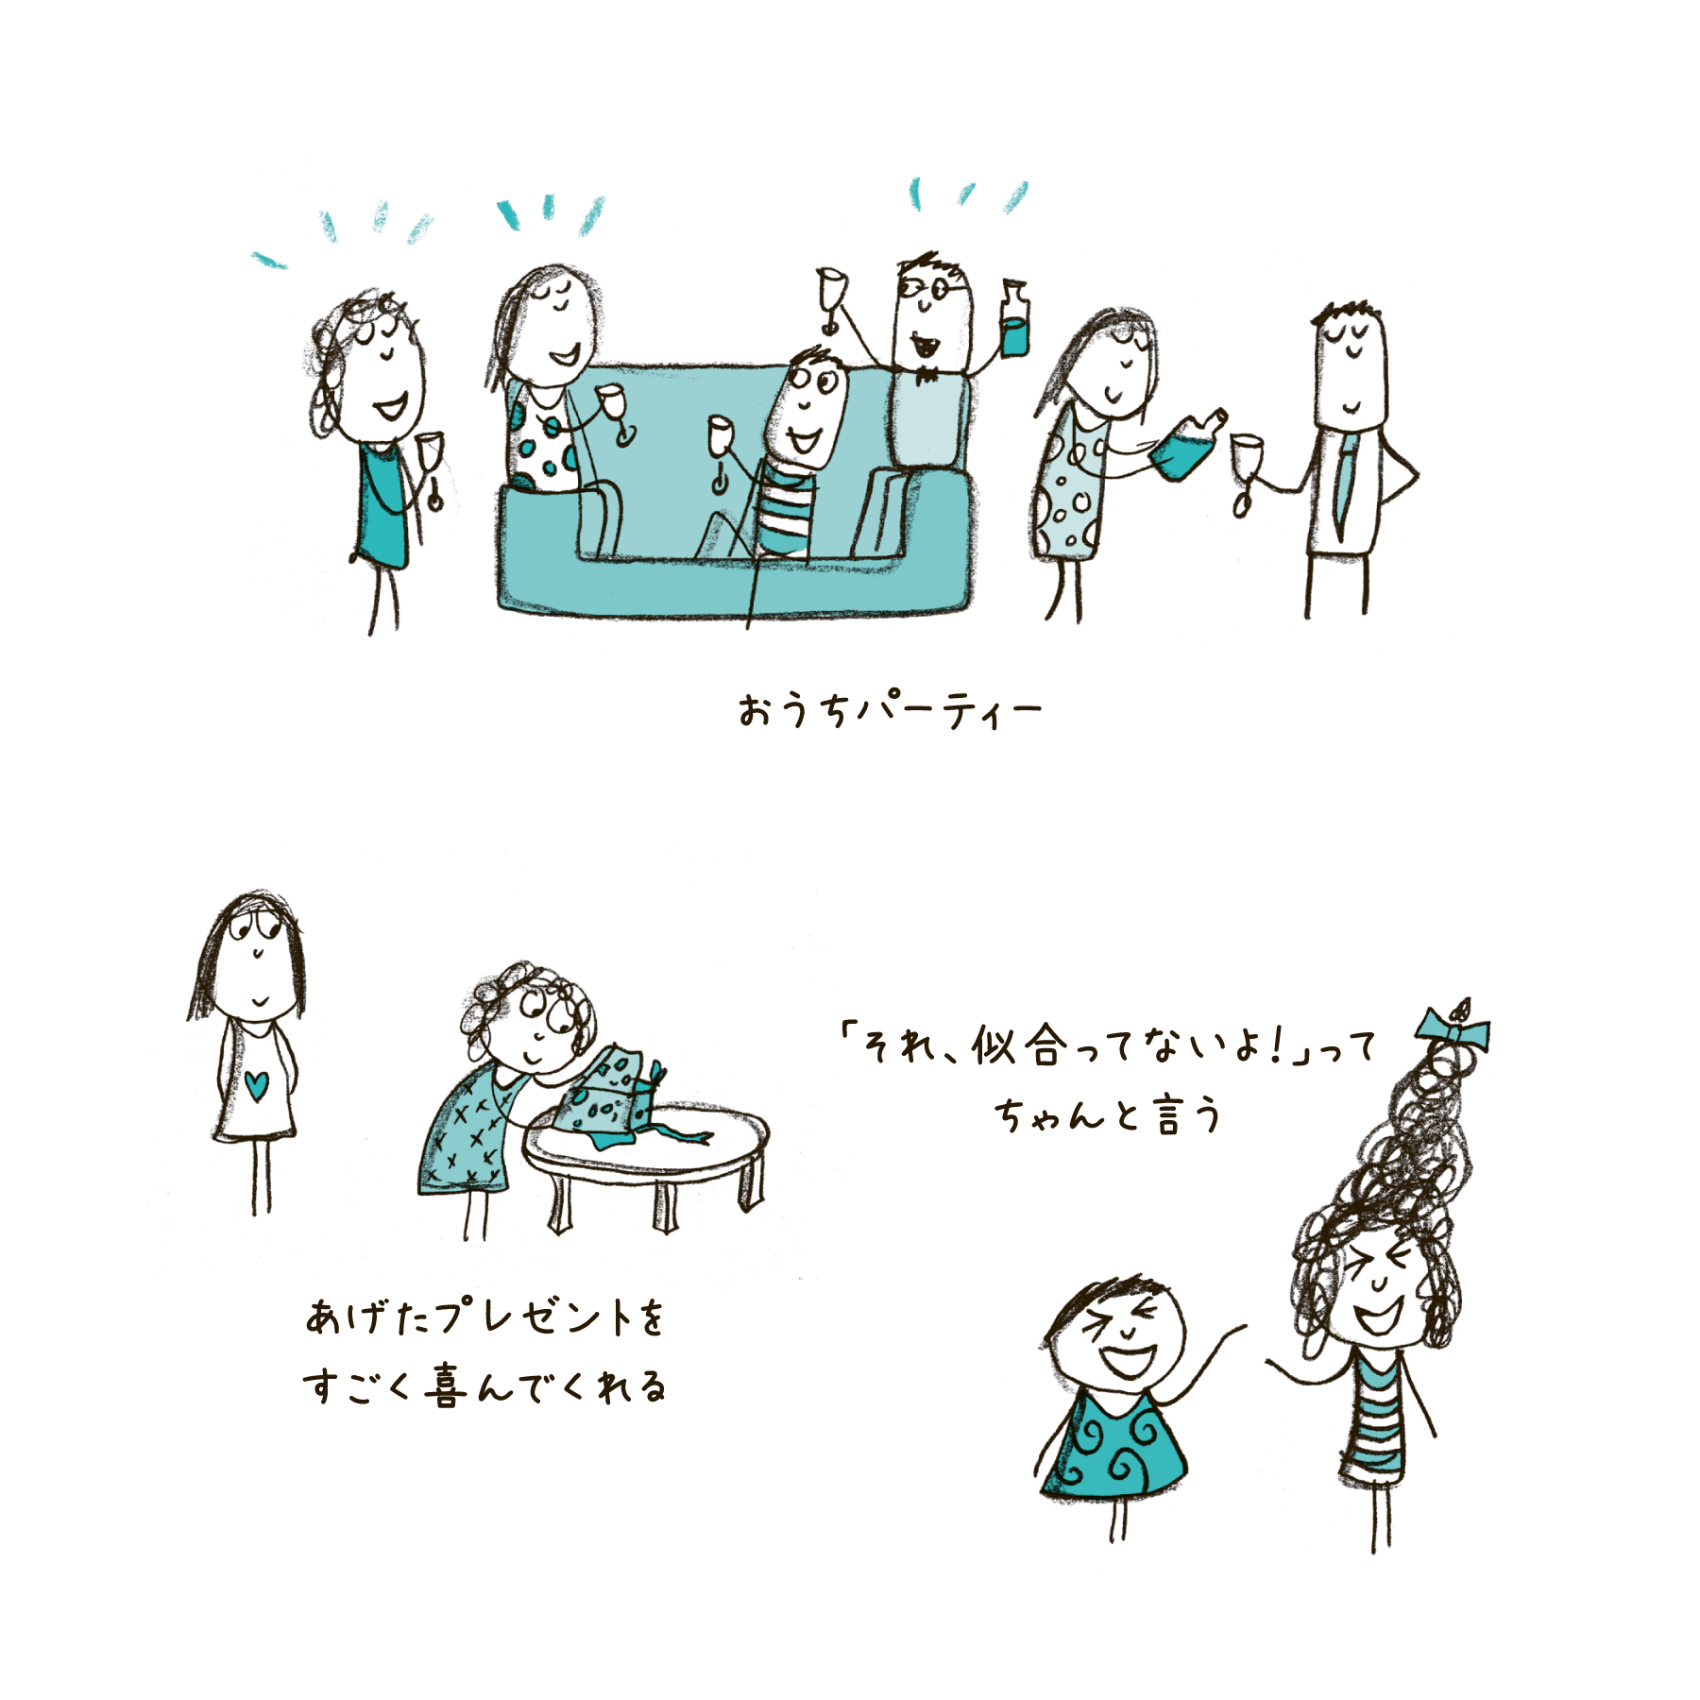 おうちパーティー
あげたプレゼントを
すごく喜んでくれる
「それ、似合ってないよ！」って
ちゃんと言う